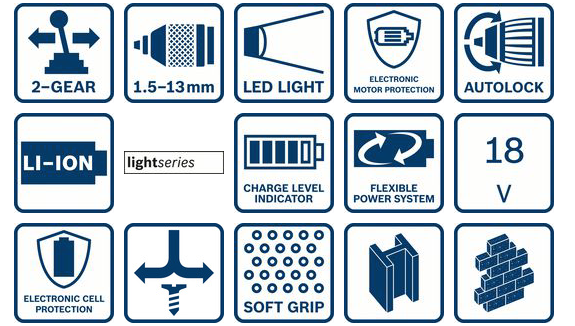 2-GEAR
1.5-13mm
LED LIGHT
ELECTRONIC
MOTOR PROTECTION
AUTOLOCK
LI-ION
lightseries
CHARGE LEVEL
INDICATOR
FLEXIBLE
POWER SYSTEM
18
V
ELECTRONIC CELL
PROTECTION
SOFT GRIP